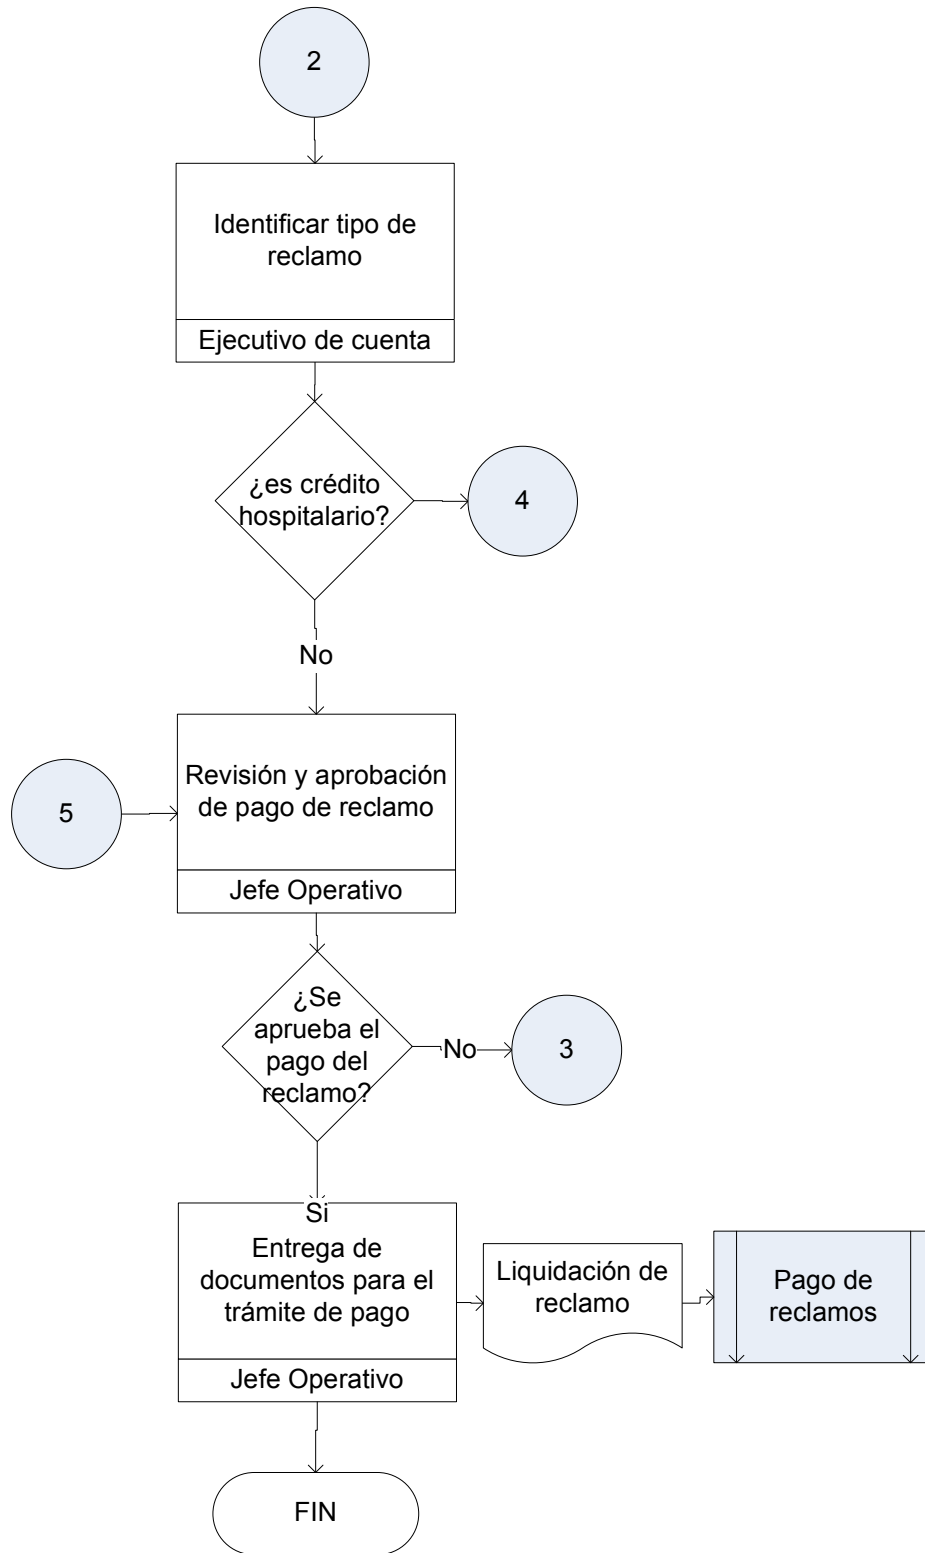 2
Identificar tipo de
reclamo
Ejecutivo de cuenta
¿es crédito
hospitalario?
4
No
Revisión y aprobación
de pago de reclamo
5
Jefe Operativo
¿Se
aprueba el
pago del
reclamo?
No
3
Si
Entrega de
documentos para el
trámite de pago
Jefe Operativo
Liquidación de
reclamo
Pago de
reclamos
FIN